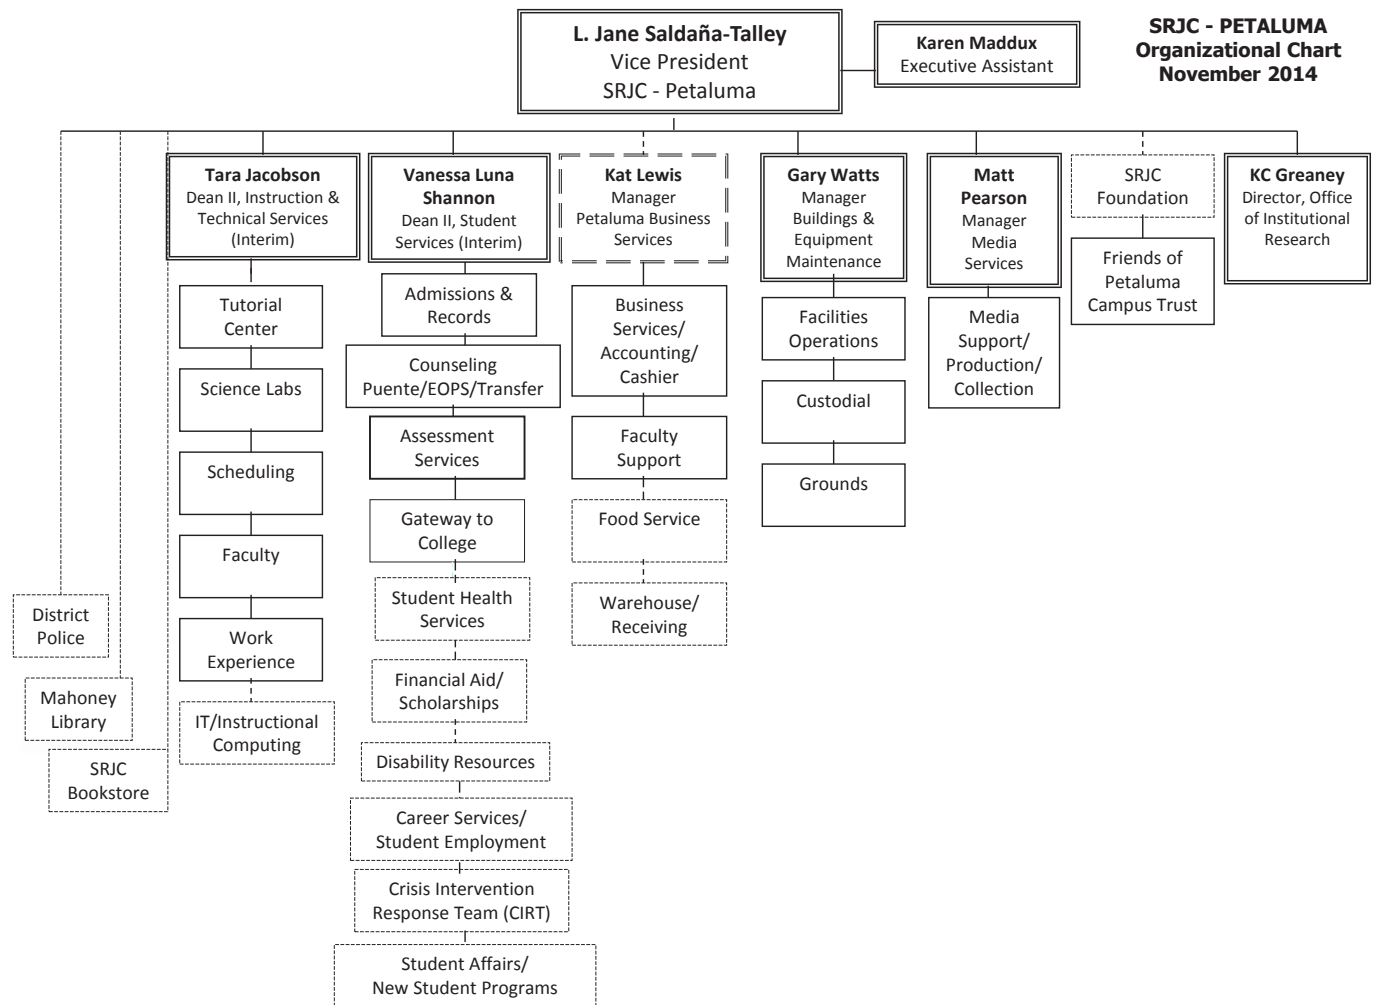 L. Jane Saldaña-Talley
Vice President
SRJC - Petaluma
Karen Maddux
Executive Assistant
SRJC - PETALUMA
Organizational Chart
November 2014
Tara Jacobson
Dean II, Instruction &
Technical Services
(Interim)
Tutorial
Center
Science Labs
Scheduling
Faculty
Work
Experience
IT/Instructional
Computing
Vanessa Luna
Shannon
Dean II, Student
Services (Interim)
Admissions &
Records
Counseling
Puente/EOPS/Transfer
Assessment
Services
Gateway to
College
Student Health
Services
Financial Aid/
Scholarships
Disability Resources
Career Services/
Student Employment
Crisis Intervention
Response Team (CIRT)
Student Affairs/
New Student Programs
Kat Lewis
Manager
Petaluma Business
Services
Business
Services/
Accounting/
Cashier
Faculty
Support
Food Service
Warehouse/
Receiving
Gary Watts
Manager
Buildings &
Equipment
Maintenance
Facilities
Operations
Custodial
Grounds
Matt
Pearson
Manager
Media
Services
Media
Support/
Production/
Collection
SRJC
Foundation
Friends of
Petaluma
Campus Trust
KC Greaney
Director, Office
of Institutional
Research
District
Police
Mahoney
Library
SRJC
Bookstore